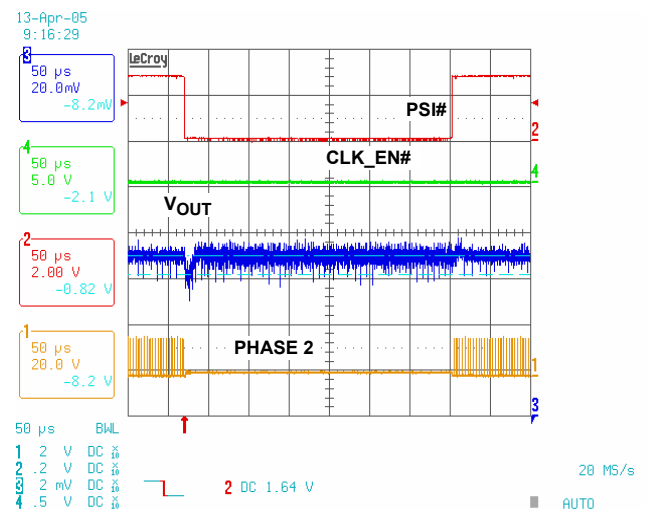 13-Apr-05
9:16:29
3
50 µs
20.0mV
-8.2mV
LeCroy
PSI#
2
4
50 µs
5.0 V
-2.1 V
CLK_EN#
4
VOUT
2
50 µs
2.00 V
-0.82 V
1
50 µs
20.0 V
-8.2 V
PHASE 2
1
3
50 µs BWL
1 2 V DC X10
2 .2 V DC X10
3 2 mV DC X10
4 .5 V DC X10
2 DC 1.64 V
20 MS/s
AUTO